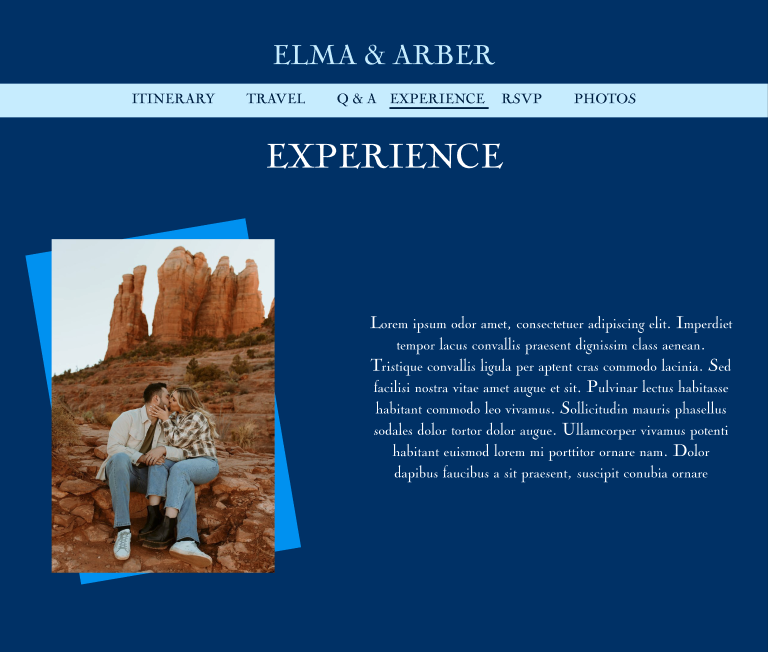 ELMA & ARBER
ITINERARY TRAVEL Q & A EXPERIENCE RSVP PHOTOS
EXPERIENCE
Lorem ipsum odor amet, consectetuer adipiscing elit. Imperdiet
tempor lacus convallis praesent dignissim class aenean.
Tristique convallis ligula per aptent cras commodo lacinia. Sed
facilisi nostra vitae amet augue et sit. Pulvinar lectus habitasse
habitant commodo leo vivamus. Sollicitudin mauris phasellus
sodales dolor tortor dolor augue. Ullamcorper vivamus potenti
habitant euismod lorem mi porttitor ornare nam. Dolor
dapibus faucibus a sit praesent, suscipit conubia ornare